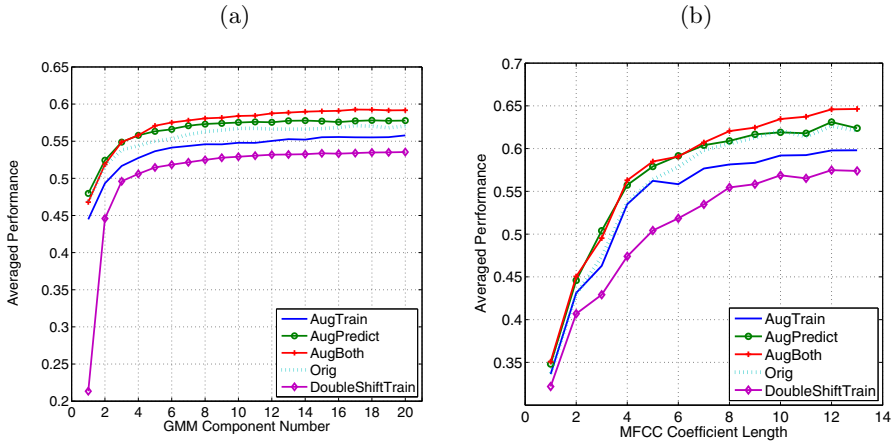 (a)
0.65
0.6
0.55
0.5
0.45
0.4
0.35
0.3
0.25
0.2
0 2 4 6 8 10 12 14 16 18 20
Averaged Performance
GMM Component Number
AugTrain
AugPredict
AugBoth
Orig
DoubleShiftTrain
(b)
0.7
0.65
0.6
0.55
0.5
0.45
0.4
0.35
0 2 4 6 8 10 12 14
Averaged Performance
MFCC Coefficient Length
AugTrain
AugPredict
AugBoth
Orig
DoubleShiftTrain